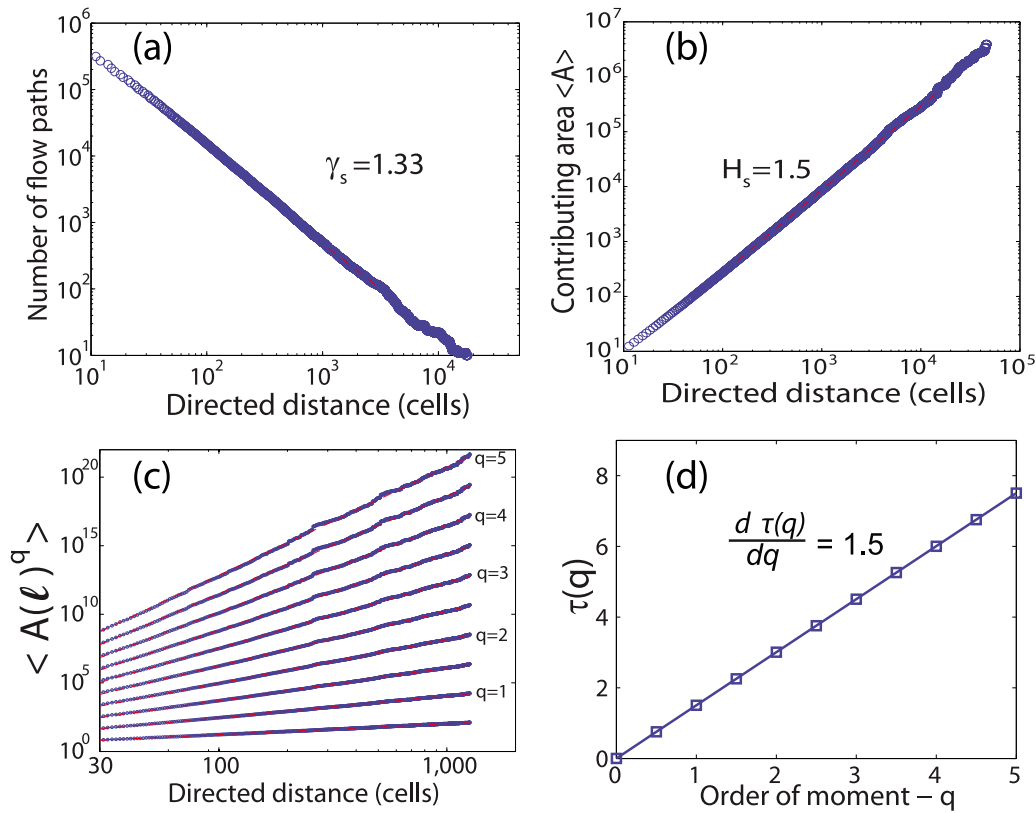 (a)
Number of flow paths
10^6
10^5
10^4
10^3
10^2
10^1
γ_s=1.33
10^1 10^2 10^3 10^4
Directed distance (cells)
(b)
Contributing area <A>
10^7
10^6
10^5
10^4
10^3
10^2
10^1
H_s=1.5
10^1 10^2 10^3 10^4 10^5
Directed distance (cells)
(c)
< A(ℓ)^q >
10^20
10^15
10^10
10^5
10^0
q=5
q=4
q=3
q=2
q=1
30 100 1,000
Directed distance (cells)
(d)
τ(q)
8
6
4
2
0
d τ(q)
dq
= 1.5
0 1 2 3 4 5
Order of moment – q